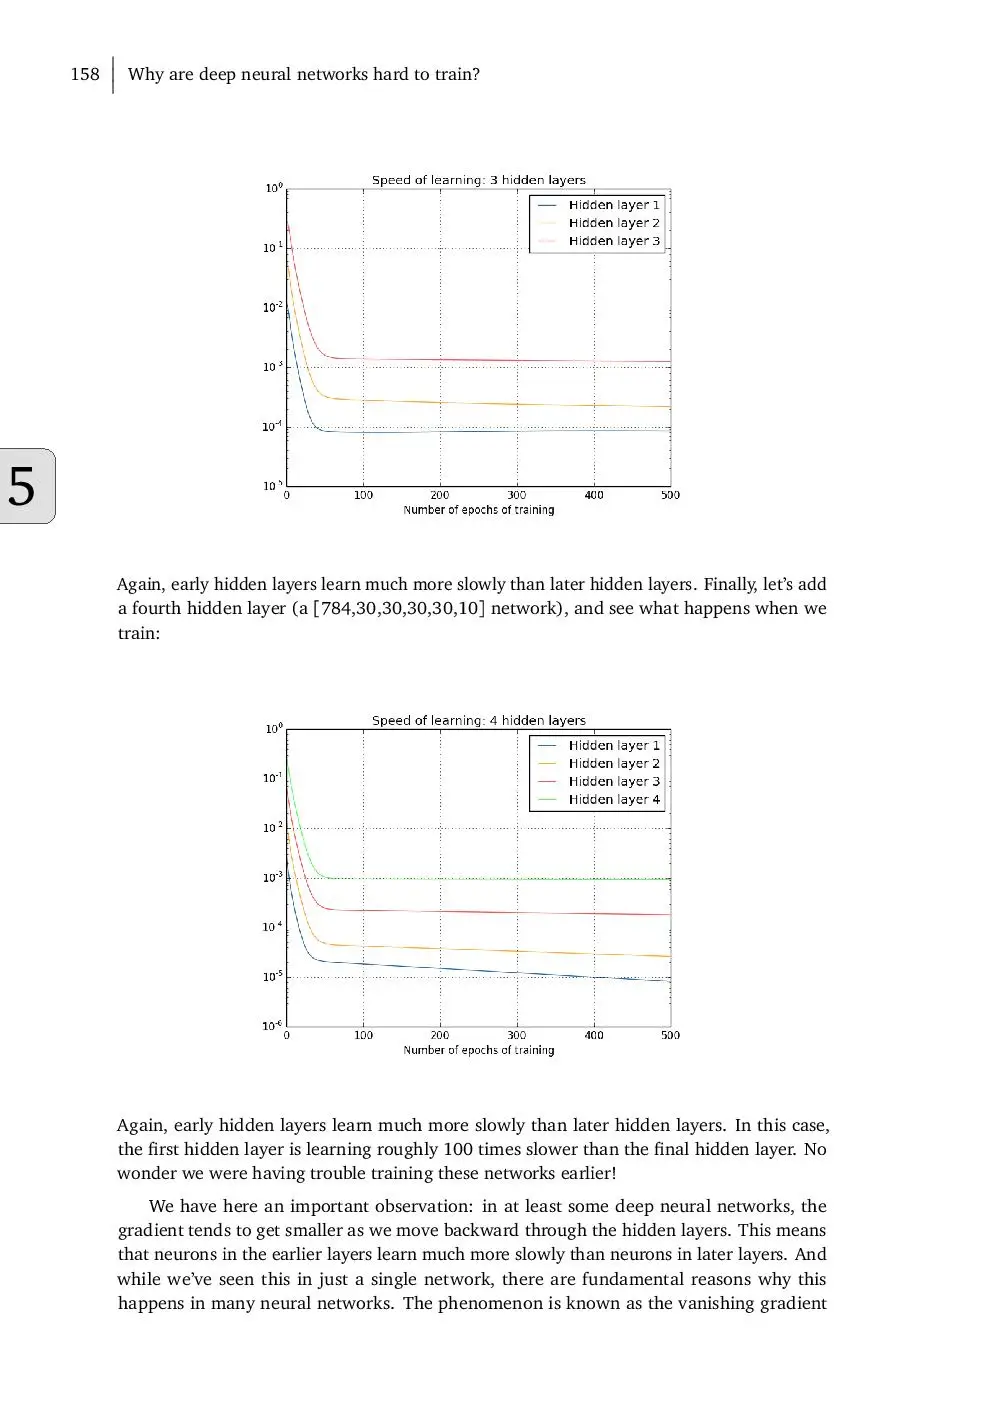 158 Why are deep neural networks hard to train?
Speed of learning: 3 hidden layers
10⁰
10⁻¹
10⁻²
10⁻³
10⁻⁴
10⁻⁵
Hidden layer 1
Hidden layer 2
Hidden layer 3
0 100 200 300 400 500
Number of epochs of training
5
Again, early hidden layers learn much more slowly than later hidden layers. Finally, let’s add
a fourth hidden layer (a [784,30,30,30,30,10] network), and see what happens when we
train:
Speed of learning: 4 hidden layers
10⁰
10⁻¹
10⁻²
10⁻³
10⁻⁴
10⁻⁵
10⁻⁶
Hidden layer 1
Hidden layer 2
Hidden layer 3
Hidden layer 4
0 100 200 300 400 500
Number of epochs of training
Again, early hidden layers learn much more slowly than later hidden layers. In this case,
the first hidden layer is learning roughly 100 times slower than the final hidden layer. No
wonder we were having trouble training these networks earlier!
We have here an important observation: in at least some deep neural networks, the
gradient tends to get smaller as we move backward through the hidden layers. This means
that neurons in the earlier layers learn much more slowly than neurons in later layers. And
while we’ve seen this in just a single network, there are fundamental reasons why this
happens in many neural networks. The phenomenon is known as the vanishing gradient